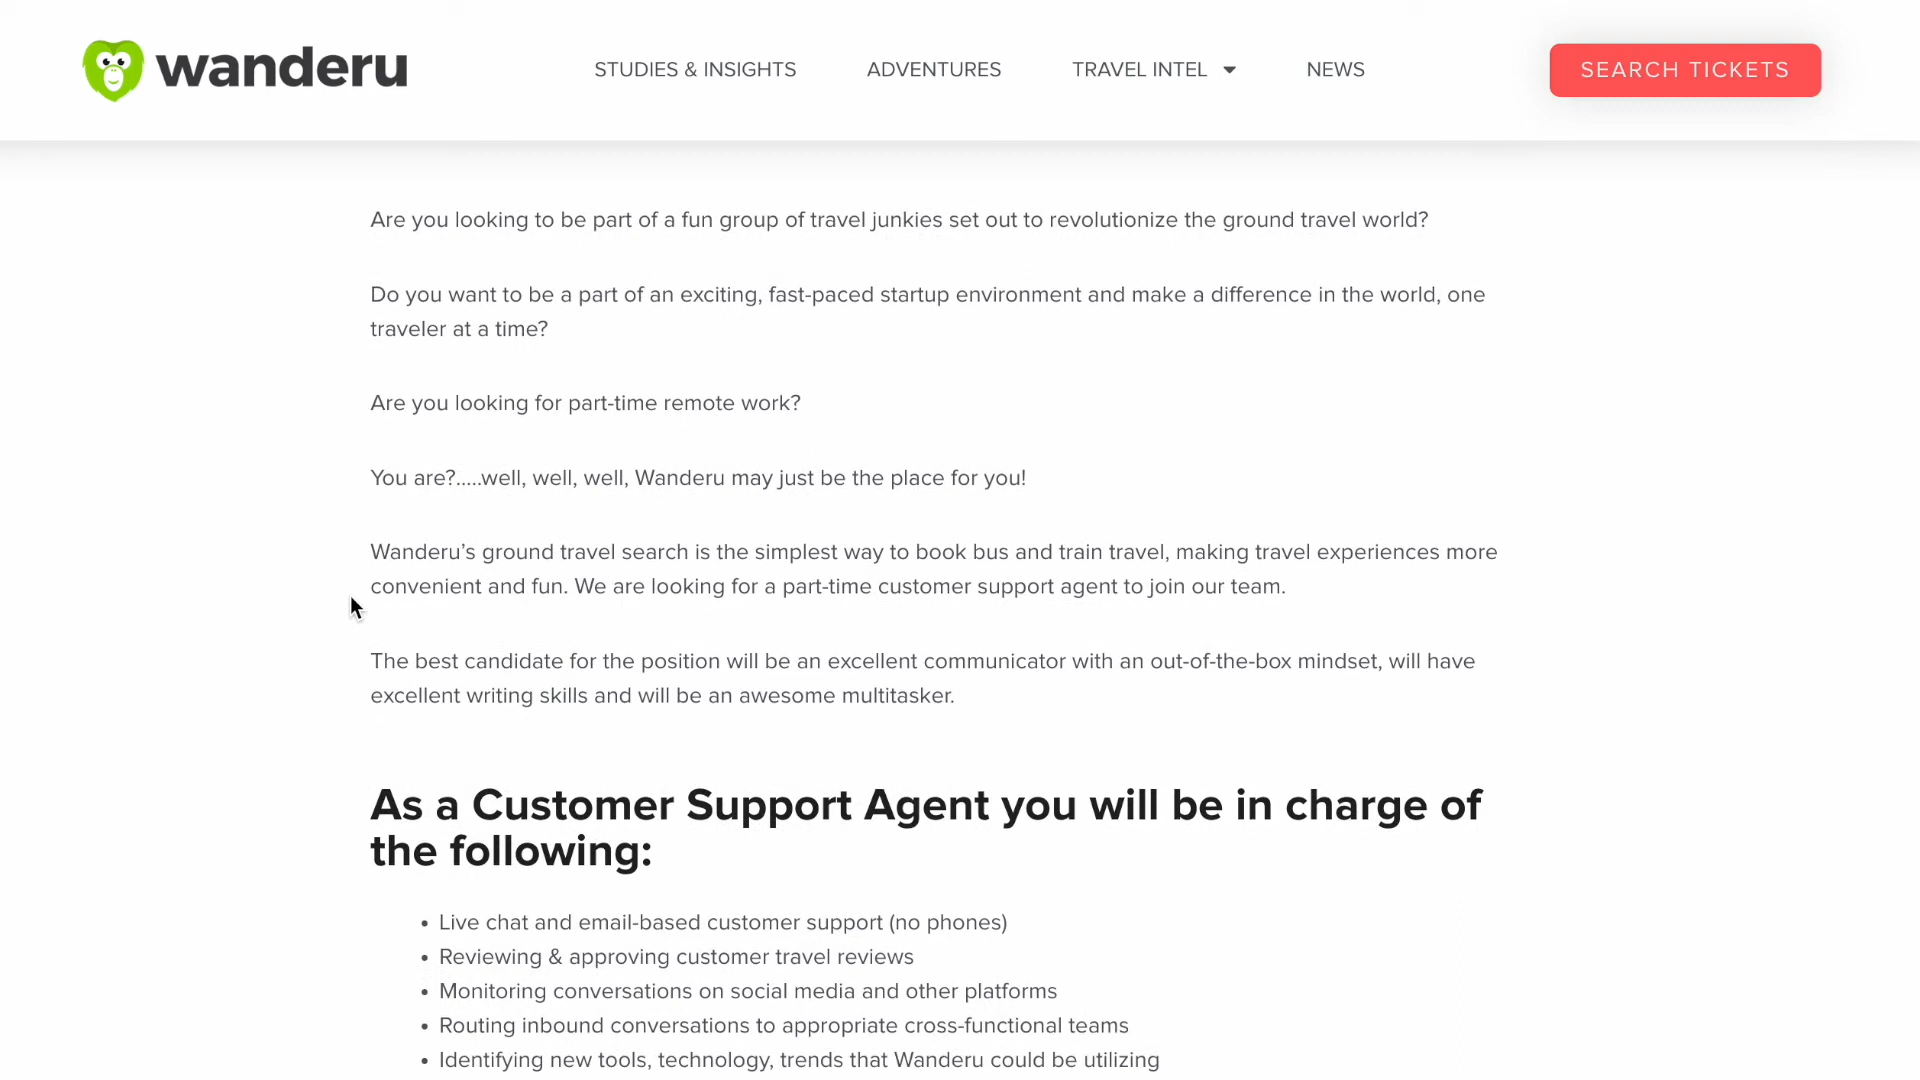 wanderu
STUDIES & INSIGHTS
ADVENTURES
TRAVEL INTEL
NEWS
SEARCH TICKETS
Are you looking to be part of a fun group of travel junkies set out to revolutionize the ground travel world?
Do you want to be a part of an exciting, fast-paced startup environment and make a difference in the world, one
traveler at a time?
Are you looking for part-time remote work?
You are?.....well, well, well, Wanderu may just be the place for you!
Wanderu’s ground travel search is the simplest way to book bus and train travel, making travel experiences more
convenient and fun. We are looking for a part-time customer support agent to join our team.
The best candidate for the position will be an excellent communicator with an out-of-the-box mindset, will have
excellent writing skills and will be an awesome multitasker.
As a Customer Support Agent you will be in charge of
the following:
• Live chat and email-based customer support (no phones)
• Reviewing & approving customer travel reviews
• Monitoring conversations on social media and other platforms
• Routing inbound conversations to appropriate cross-functional teams
• Identifying new tools, technology, trends that Wanderu could be utilizing